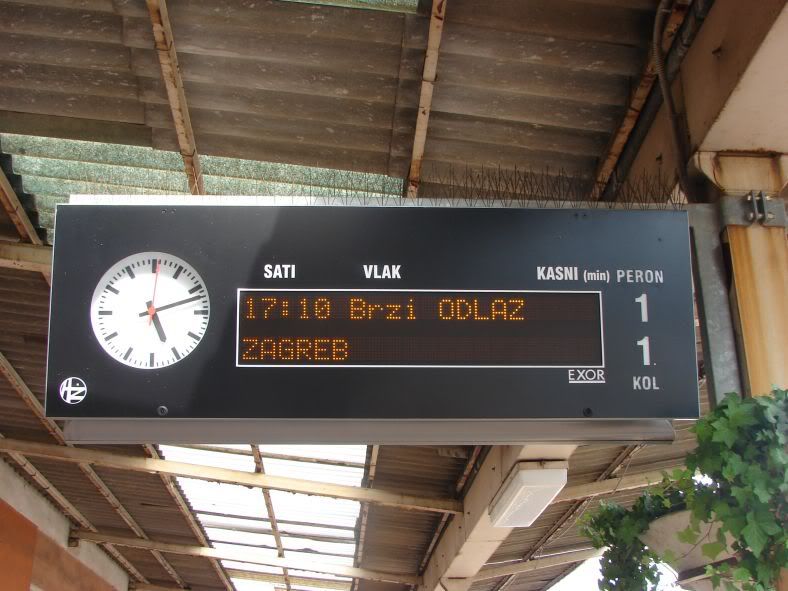 SATI VLAK KASNI (min) PERON
17:10 Brzi ODLAZ
ZAGREB
1
1
KOL
EXOR
HŽ